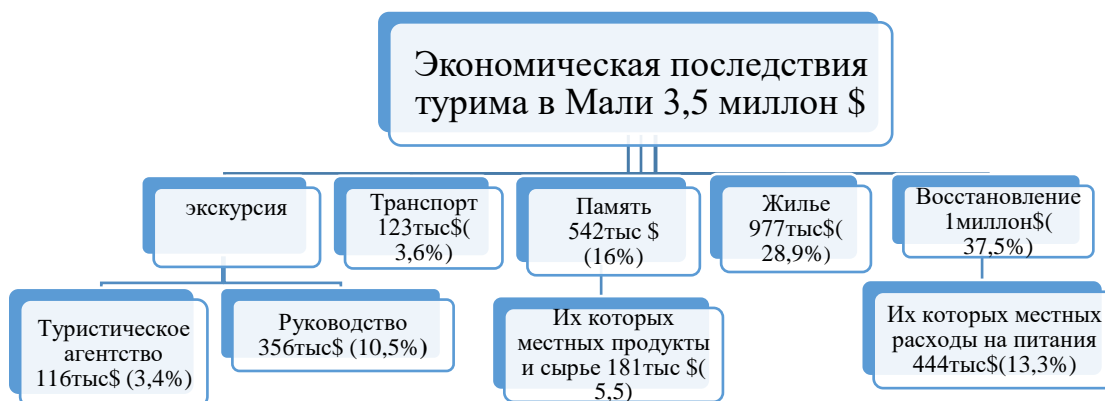 Экономическая последствия
турима в Мали 3,5 миллон $
экскурсия
Транспорт
123тыс$(
3,6%)
Память
542тыс $
(16%)
Жилье
977тыс$(
28,9%)
Восстановление
1миллон$(
37,5%)
Туристическое
агентство
116тыс$ (3,4%)
Руководство
356тыс$ (10,5%)
Их которых
местных продукты
и сырье 181тыс $(
5,5)
Их которых местных
расходы на питания
444тыс$(13,3%)